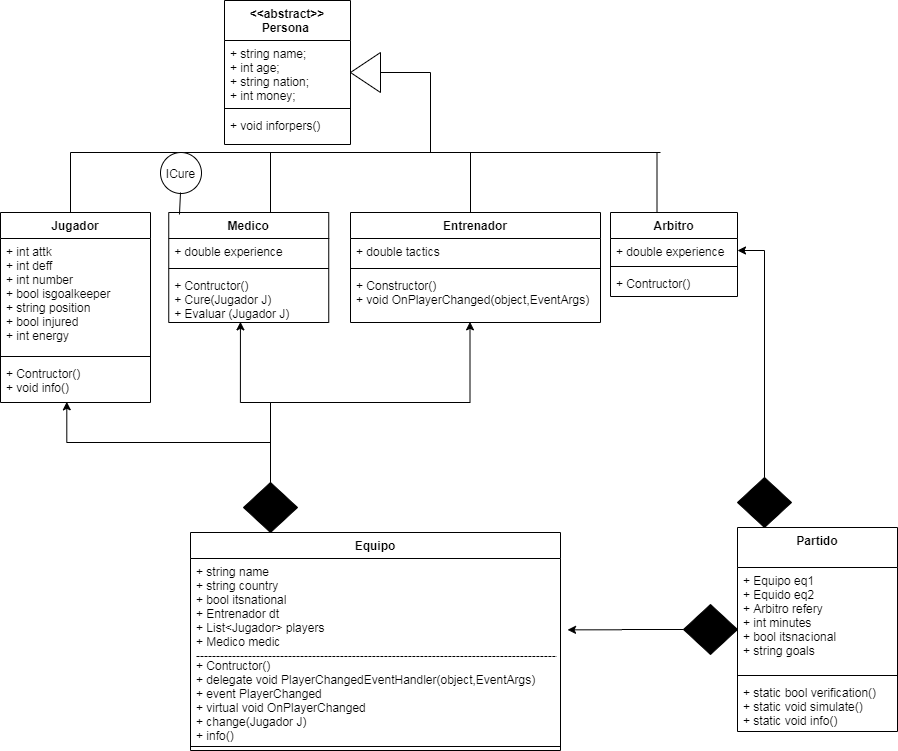 <<abstract>>
Persona
+ string name;
+ int age;
+ string nation;
+ int money;
+ void inforpers()
ICure
Jugador
+ int attk
+ int deff
+ int number
+ bool isgoalkeeper
+ string position
+ bool injured
+ int energy
+ Contructor()
+ void info()
Medico
+ double experience
+ Contructor()
+ Cure(Jugador J)
+ Evaluar (Jugador J)
Entrenador
+ double tactics
+ Constructor()
+ void OnPlayerChanged(object,EventArgs)
Arbitro
+ double experience
+ Contructor()
Equipo
+ string name
+ string country
+ bool itsnational
+ Entrenador dt
+ List<Jugador> players
+ Medico medic
+ Contructor()
+ delegate void PlayerChangedEventHandler(object,EventArgs)
+ event PlayerChanged
+ virtual void OnPlayerChanged
+ change(Jugador J)
+ info()
Partido
+ Equipo eq1
+ Equido eq2
+ Arbitro refery
+ int minutes
+ bool itsnacional
+ string goals
+ static bool verification()
+ static void simulate()
+ static void info()